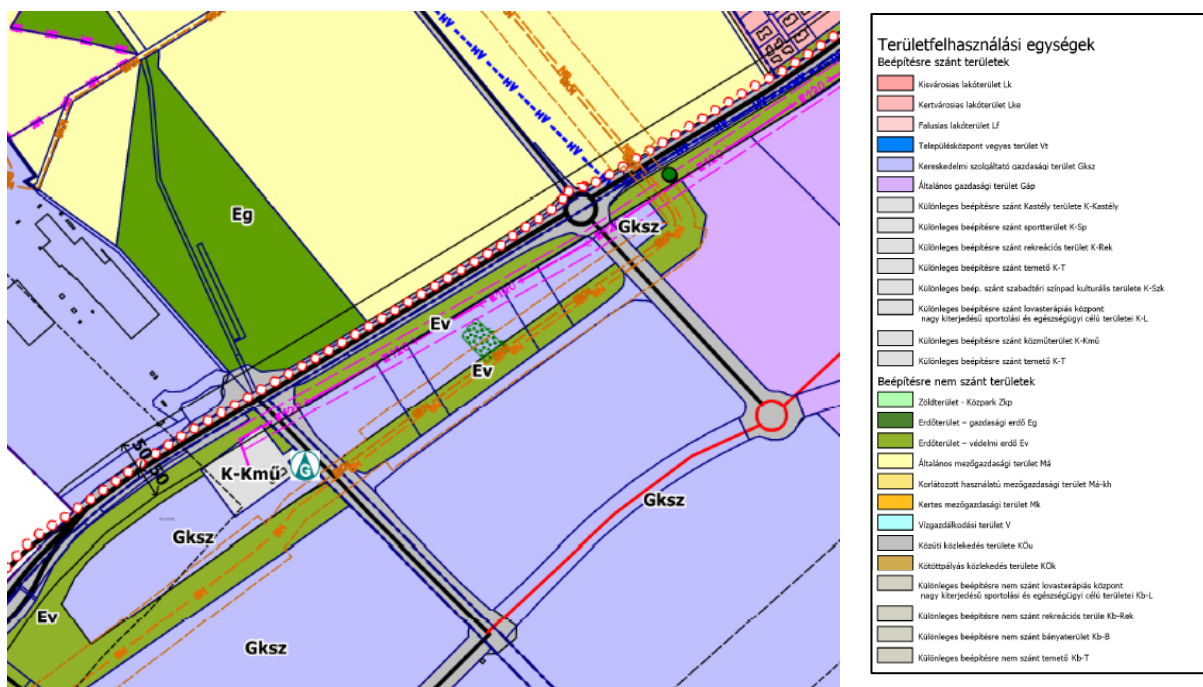 Eg
Gksz
Ev
Ev
50
50
K-Kmű
G
Gksz
Gksz
Ev
Gksz
Területfelhasználási egységek
Beépítésre szánt területek
Kisvárosias lakóterület Lk
Kertvárosias lakóterület Lke
Falusias lakóterület Lf
Településközpont vegyes terület Vt
Kereskedelmi szolgáltató gazdasági terület Gksz
Általános gazdasági terület Gáp
Különleges beépítésre szánt Kastély területe K-Kastély
Különleges beépítésre szánt sportterület K-Sp
Különleges beépítésre szánt rekreációs terület K-Rek
Különleges beépítésre szánt temető K-T
Különleges beép. szánt szabadtéri színpad kulturális területe K-Szk
Különleges beépítésre szánt lovasterápiás központ
nagy kiterjedésű sportolási és egészségügyi célú területei K-L
Különleges beépítésre szánt közműterület K-Kmű
Különleges beépítésre szánt temető K-T
Beépítésre nem szánt területek
Zöldterület - Közpark Zkp
Erdőterület – gazdasági erdő Eg
Erdőterület – védelmi erdő Ev
Általános mezőgazdasági terület Má
Korlátozott használatú mezőgazdasági terület Má-kh
Kertes mezőgazdasági terület Mk
Vízgazdálkodási terület V
Közúti közlekedés területe KÖu
Kötöttpályás közlekedés területe KÖk
Különleges beépítésre nem szánt lovasterápiás központ
nagy kiterjedésű sportolási és egészségügyi célú területei Kb-L
Különleges beépítésre nem szánt rekreációs terüle Kb-Rek
Különleges beépítésre nem szánt bányaterület Kb-B
Különleges beépítésre nem szánt temető Kb-T